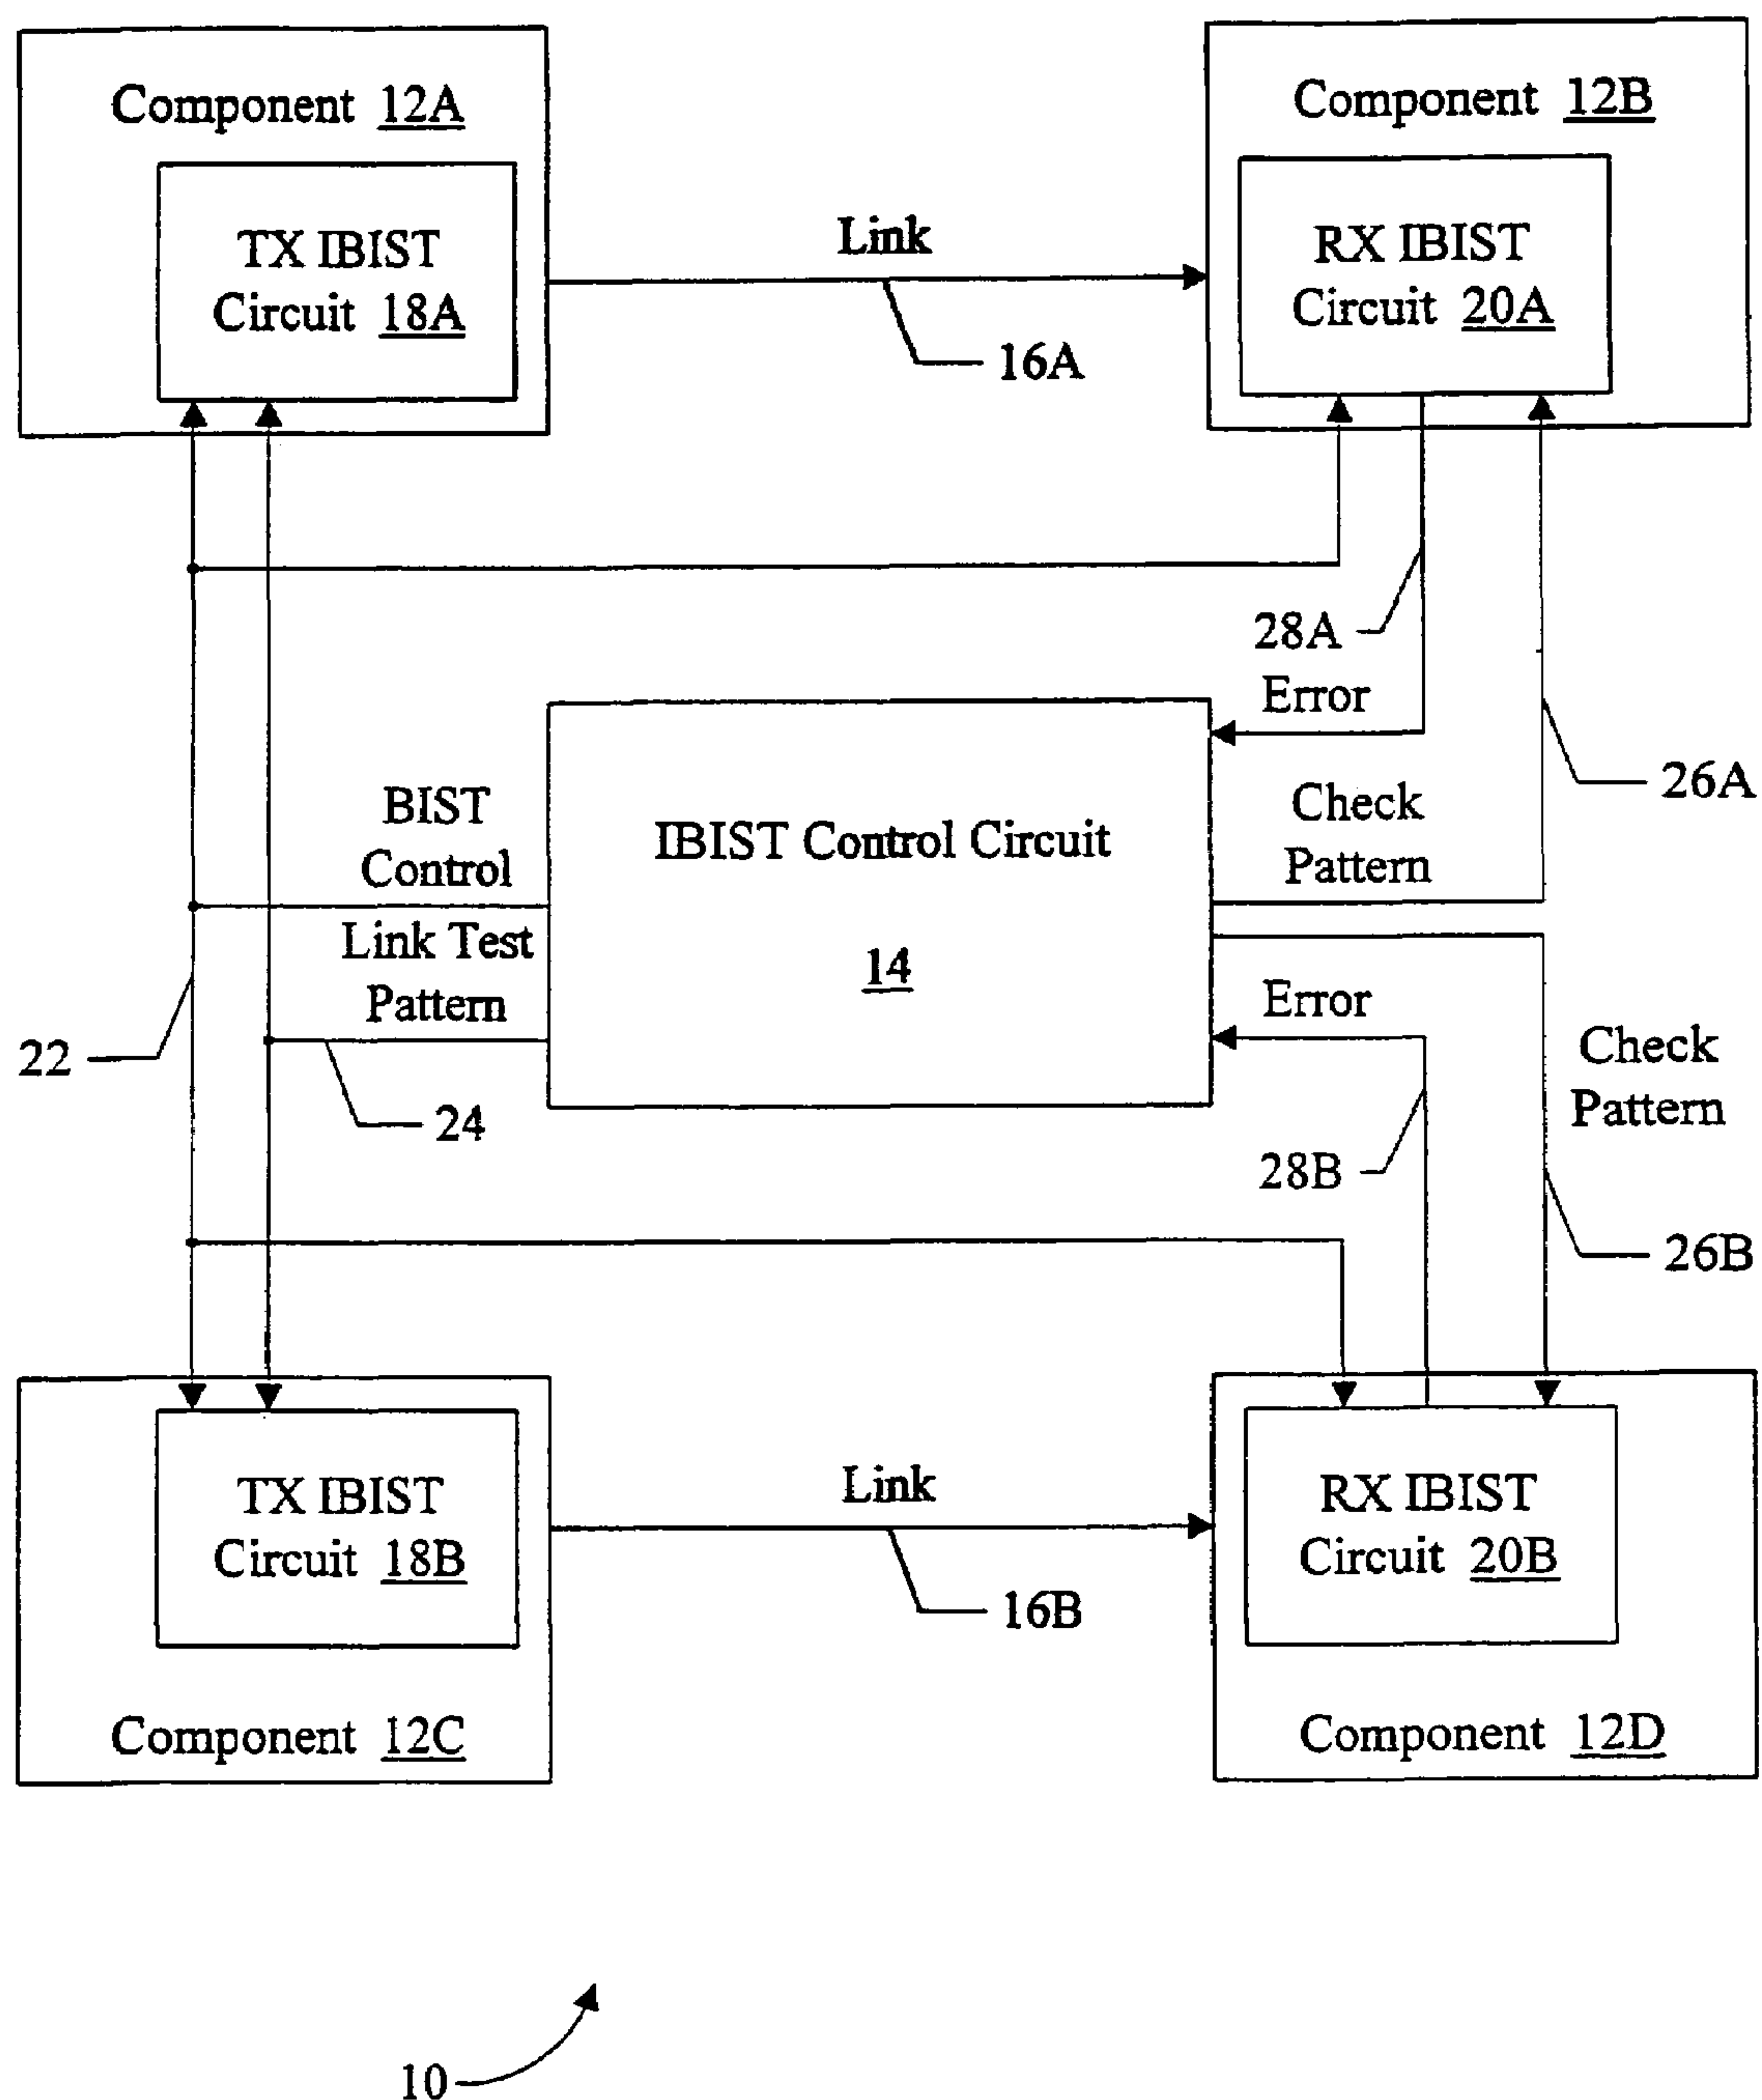 Component 12A
TX IBIST
Circuit 18A
Link
16A
Component 12B
RX IBIST
Circuit 20A
28A
Error
26A
Check
Pattern
BIST
Control
Link Test
Pattern
IBIST Control Circuit
14
22
24
Error
Check
Pattern
28B
26B
TX IBIST
Circuit 18B
Component 12C
Link
16B
RX IBIST
Circuit 20B
Component 12D
10